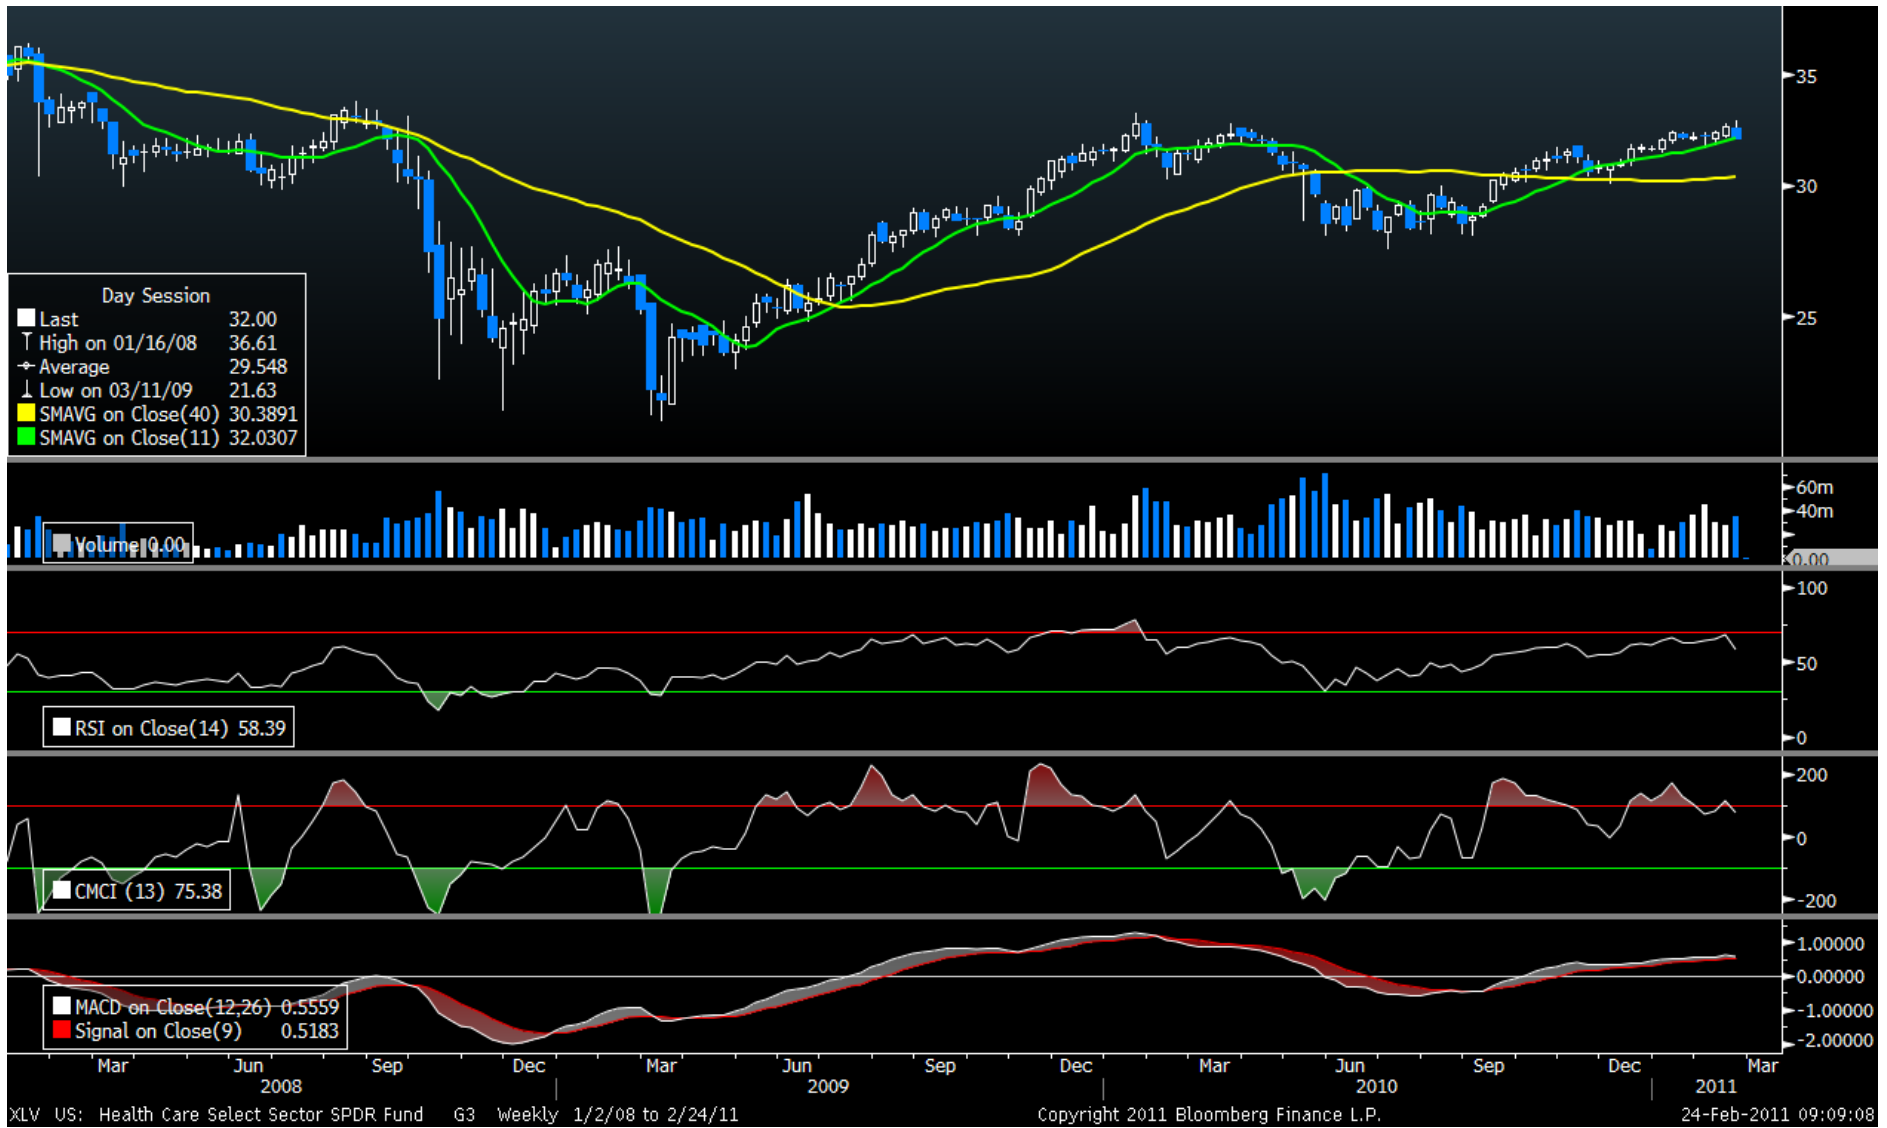 35
30
25
Day Session
Last 32.00
High on 01/16/08 36.61
Average 29.548
Low on 03/11/09 21.63
SMAVG on Close(40) 30.3891
SMAVG on Close(11) 32.0307
60m
40m
Volume 0.00
0.00
100
50
RSI on Close(14) 58.39
0
200
0
CMCI (13) 75.38
-200
1.00000
0.00000
MACD on Close(12,26) 0.5559
-1.00000
Signal on Close(9) 0.5183
-2.00000
Mar Jun Sep Dec Mar Jun Sep Dec Mar Jun Sep Dec Mar
2008 2009 2010 2011
XLV US: Health Care Select Sector SPDR Fund G3 Weekly 1/2/08 to 2/24/11 Copyright 2011 Bloomberg Finance L.P. 24-Feb-2011 09:09:08